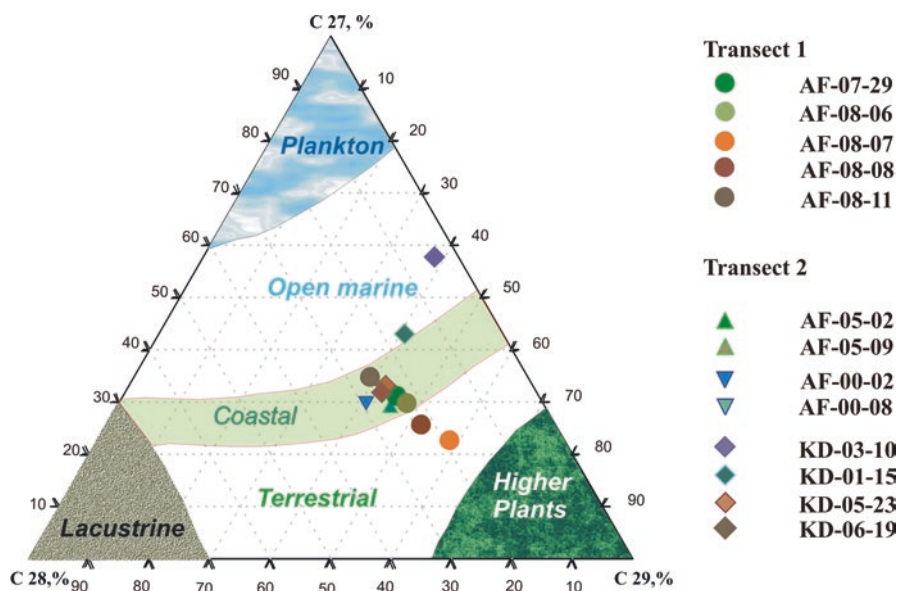 C 27, %
90
10
80
20
Plankton
70
30
60
40
Open marine
50
50
40
60
30
70
Coastal
20
80
Higher
Plants
Terrestrial
10
90
Lacustrine
C 28,%
90
80
70
60
50
40
30
20
10
C 29,%
Transect 1
AF-07-29
AF-08-06
AF-08-07
AF-08-08
AF-08-11
Transect 2
AF-05-02
AF-05-09
AF-00-02
AF-00-08
KD-03-10
KD-01-15
KD-05-23
KD-06-19